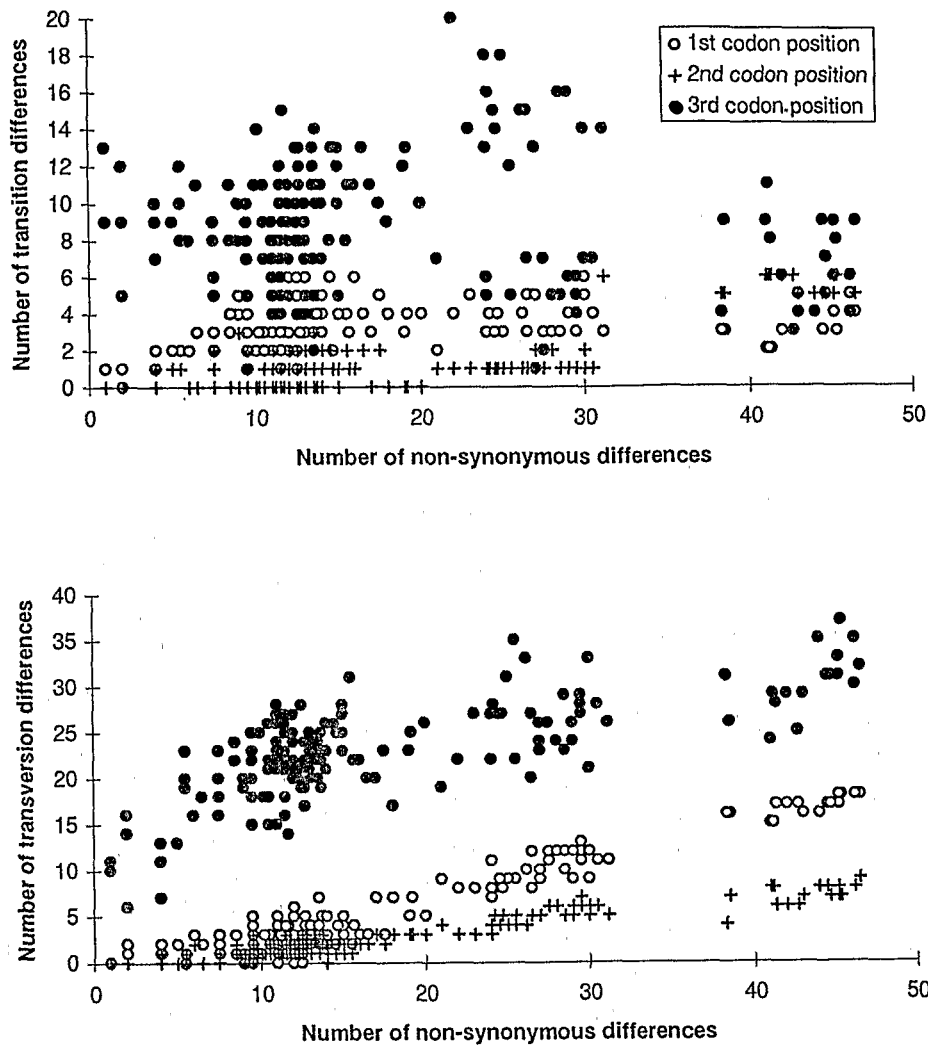 20
18
16
14
12
10
8
6
4
2
0
Number of transition differences
1st codon position
2nd codon position
3rd codon position
0 10 20 30 40 50
Number of non-synonymous differences
40
35
30
25
20
15
10
5
0
Number of transversion differences
0 10 20 30 40 50
Number of non-synonymous differences